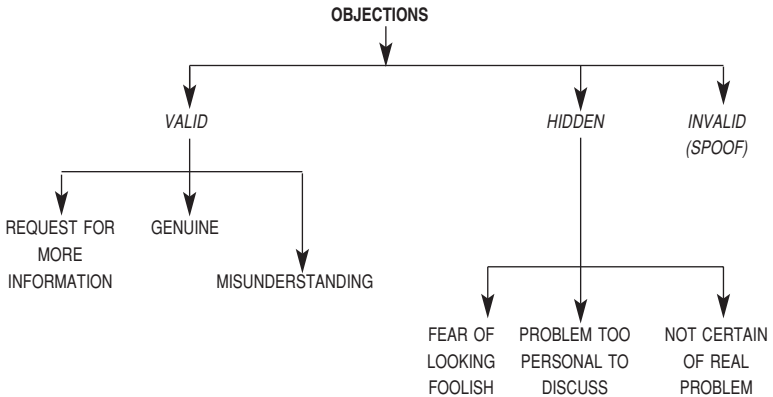 OBJECTIONS
VALID
HIDDEN
INVALID
(SPOOF)
REQUEST FOR
MORE
INFORMATION
GENUINE
MISUNDERSTANDING
FEAR OF
LOOKING
FOOLISH
PROBLEM TOO
PERSONAL TO
DISCUSS
NOT CERTAIN
OF REAL
PROBLEM